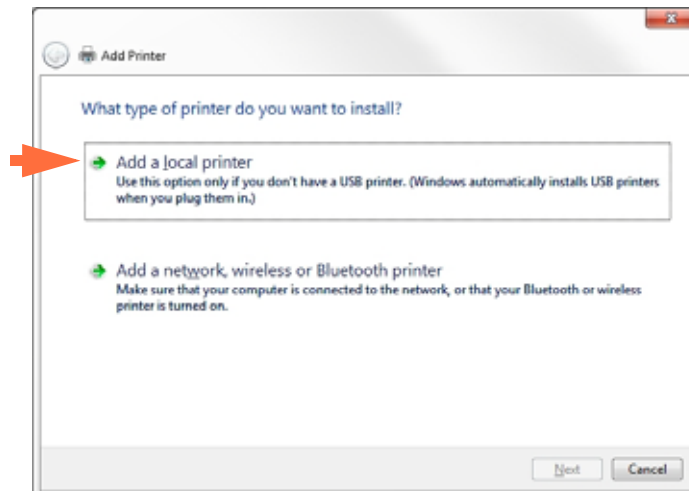 Add Printer
What type of printer do you want to install?
Add a local printer
Use this option only if you don't have a USB printer. (Windows automatically installs USB printers
when you plug them in.)
Add a network, wireless or Bluetooth printer
Make sure that your computer is connected to the network, or that your Bluetooth or wireless
printer is turned on.
Next Cancel